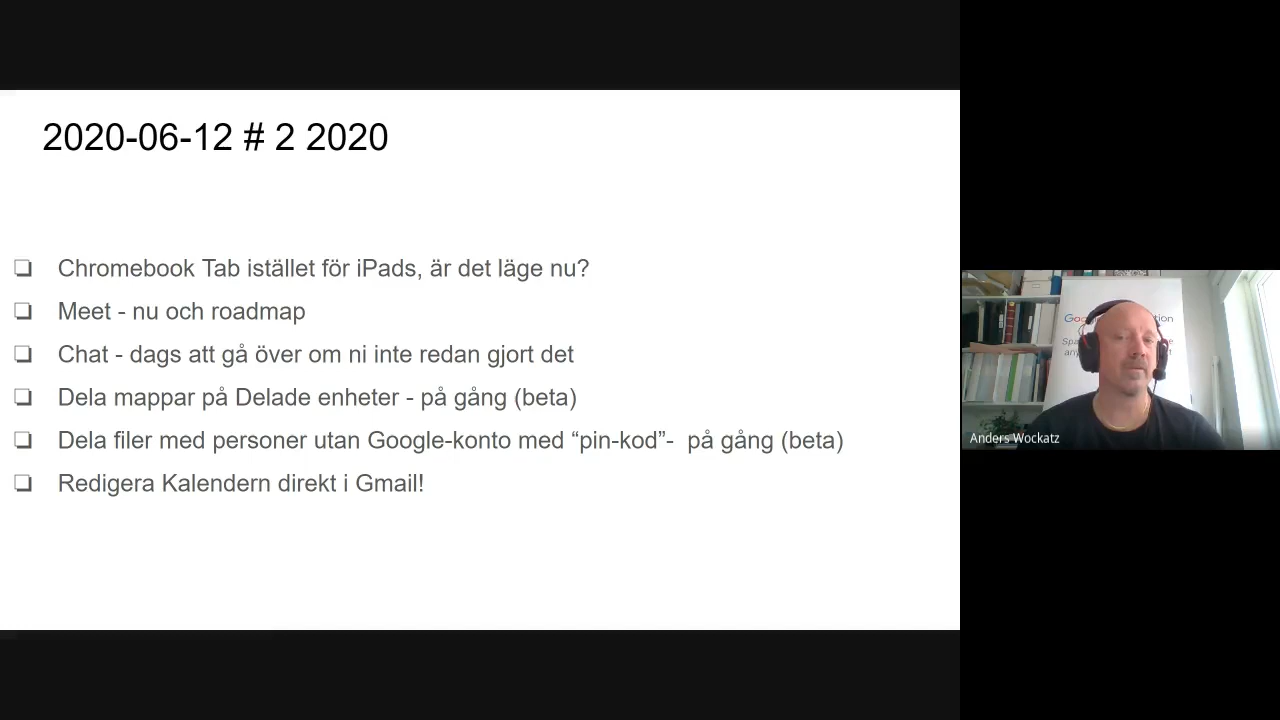 2020-06-12 # 2 2020
Chromebook Tab istället för iPads, är det läge nu?
Meet - nu och roadmap
Chat - dags att gå över om ni inte redan gjort det
Dela mappar på Delade enheter - på gång (beta)
Dela filer med personer utan Google-konto med “pin-kod”-  på gång (beta)
Redigera Kalendern direkt i Gmail!
Anders Wockatz